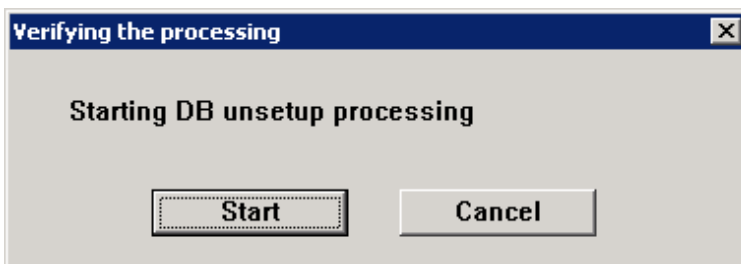 Verifying the processing
Starting DB unsetup processing
Start Cancel